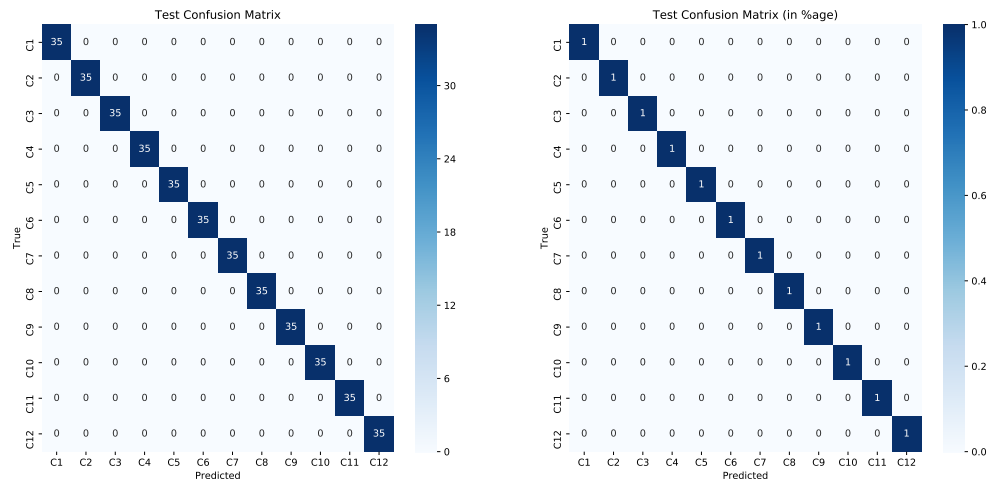 Test Confusion Matrix
C1 35 0 0 0 0 0 0 0 0 0 0 0
C2 0 35 0 0 0 0 0 0 0 0 0 0
C3 0 0 35 0 0 0 0 0 0 0 0 0
C4 0 0 0 35 0 0 0 0 0 0 0 0
C5 0 0 0 0 35 0 0 0 0 0 0 0
C6 0 0 0 0 0 35 0 0 0 0 0 0
C7 0 0 0 0 0 0 35 0 0 0 0 0
C8 0 0 0 0 0 0 0 35 0 0 0 0
C9 0 0 0 0 0 0 0 0 35 0 0 0
C10 0 0 0 0 0 0 0 0 0 35 0 0
C11 0 0 0 0 0 0 0 0 0 0 35 0
C12 0 0 0 0 0 0 0 0 0 0 0 35
True
C1 C2 C3 C4 C5 C6 C7 C8 C9 C10 C11 C12
Predicted
30
24
18
12
6
0
Test Confusion Matrix (in %age)
C1 1 0 0 0 0 0 0 0 0 0 0 0
C2 0 1 0 0 0 0 0 0 0 0 0 0
C3 0 0 1 0 0 0 0 0 0 0 0 0
C4 0 0 0 1 0 0 0 0 0 0 0 0
C5 0 0 0 0 1 0 0 0 0 0 0 0
C6 0 0 0 0 0 1 0 0 0 0 0 0
C7 0 0 0 0 0 0 1 0 0 0 0 0
C8 0 0 0 0 0 0 0 1 0 0 0 0
C9 0 0 0 0 0 0 0 0 1 0 0 0
C10 0 0 0 0 0 0 0 0 0 1 0 0
C11 0 0 0 0 0 0 0 0 0 0 1 0
C12 0 0 0 0 0 0 0 0 0 0 0 1
True
C1 C2 C3 C4 C5 C6 C7 C8 C9 C10 C11 C12
Predicted
1.0
0.8
0.6
0.4
0.2
0.0